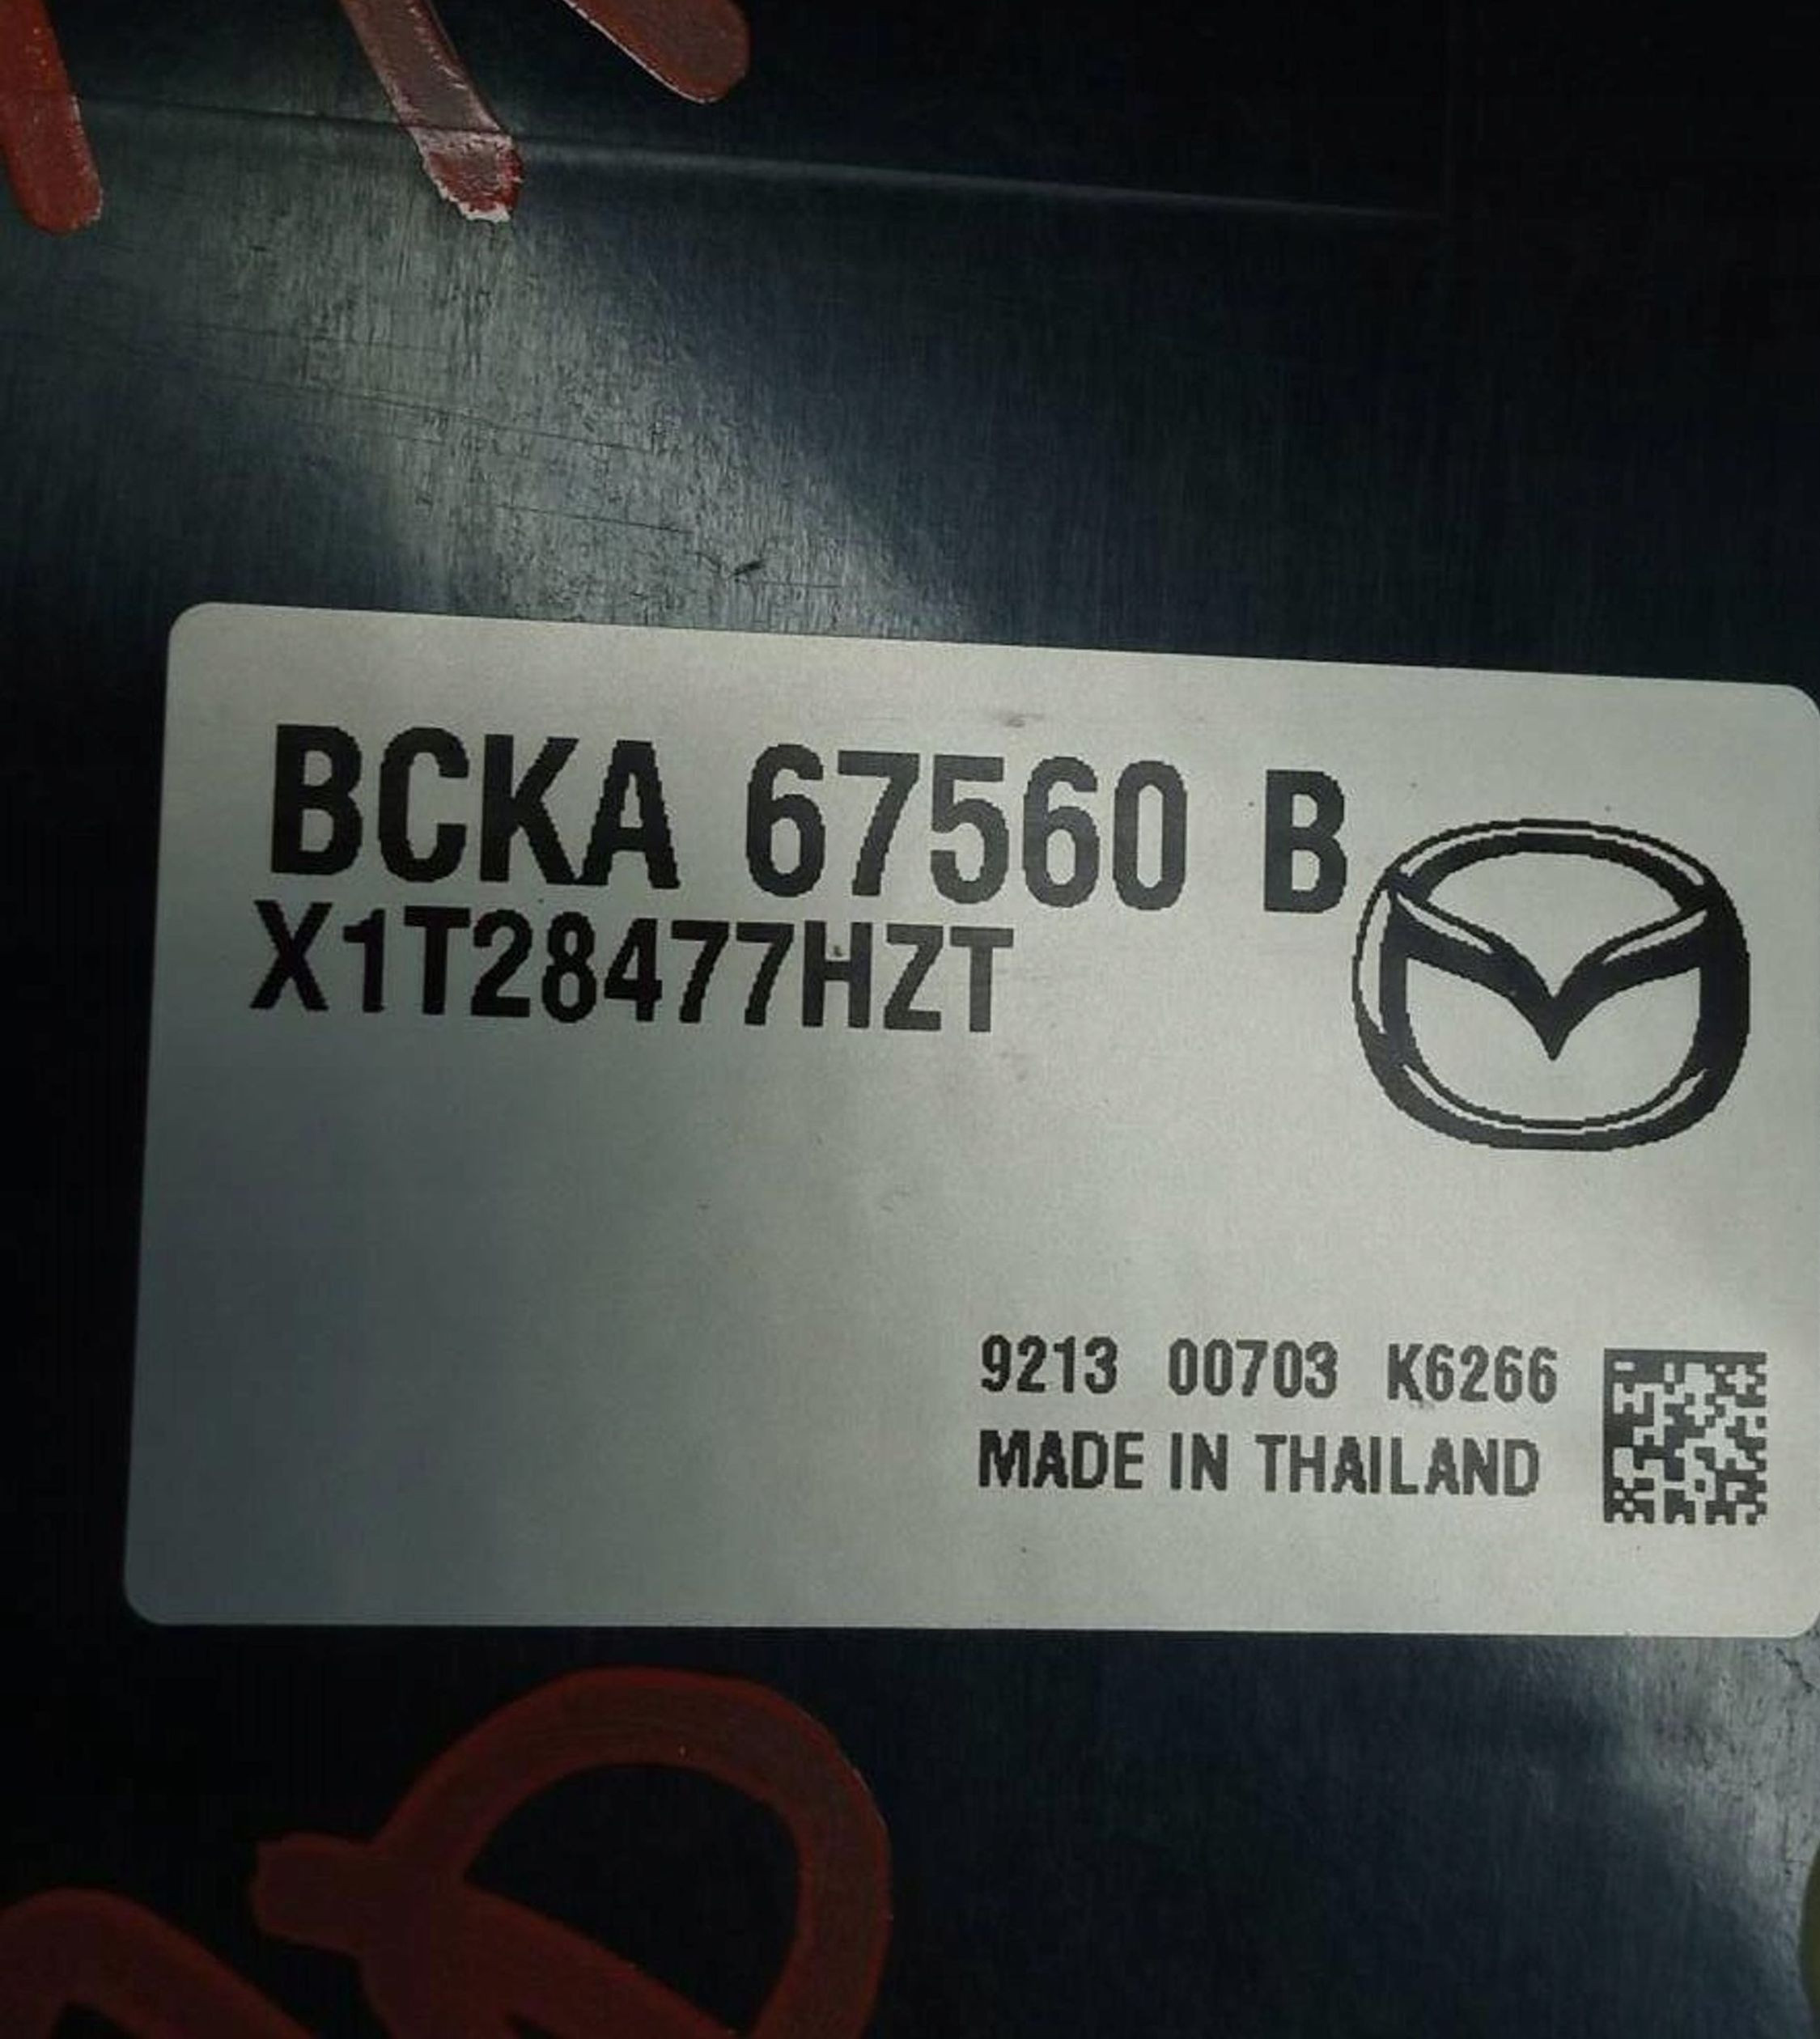 BCKA 67560 B
X1T28477HZT
9213 00703 K6266
MADE IN THAILAND